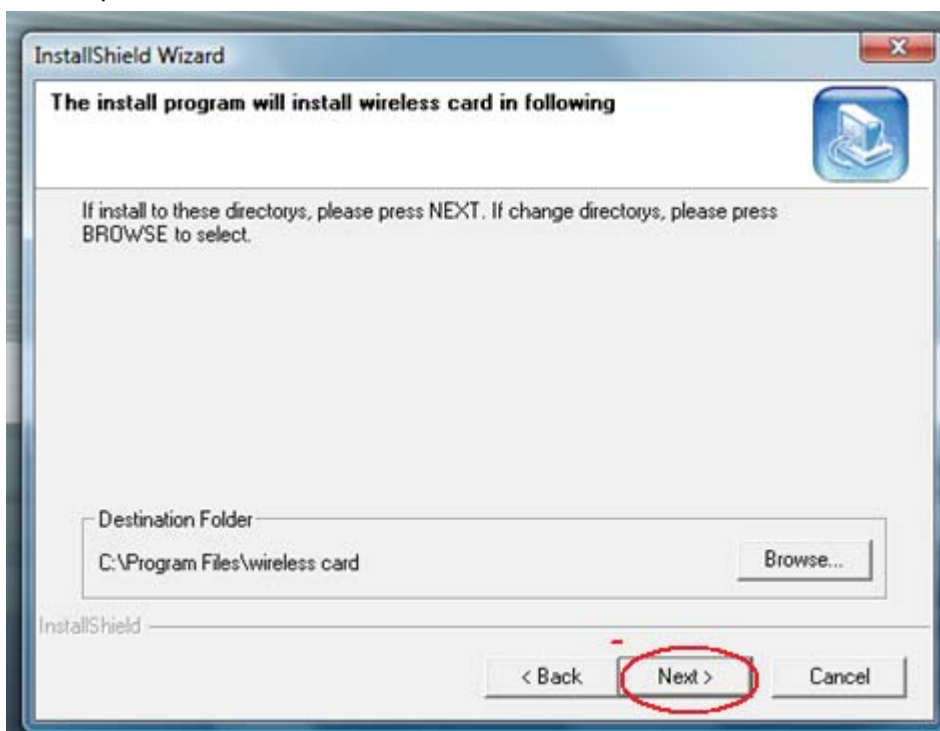 InstallShield Wizard
The install program will install wireless card in following
If install to these directorys, please press NEXT. If change directorys, please press
BROWSE to select.
Destination Folder
C:\Program Files\wireless card
Browse...
InstallShield
< Back
Next >
Cancel